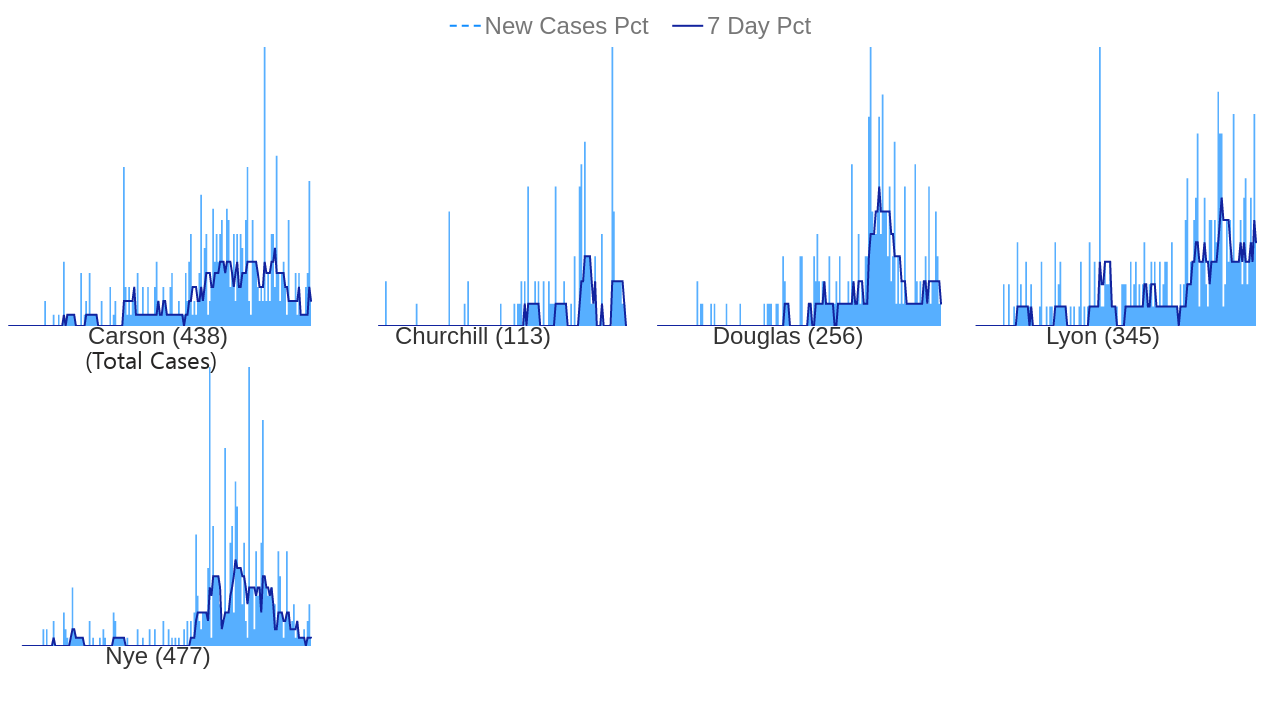 New Cases Pct 7 Day Pct
Carson (438) Churchill (113) Douglas (256) Lyon (345)
(Total Cases)
Nye (477)